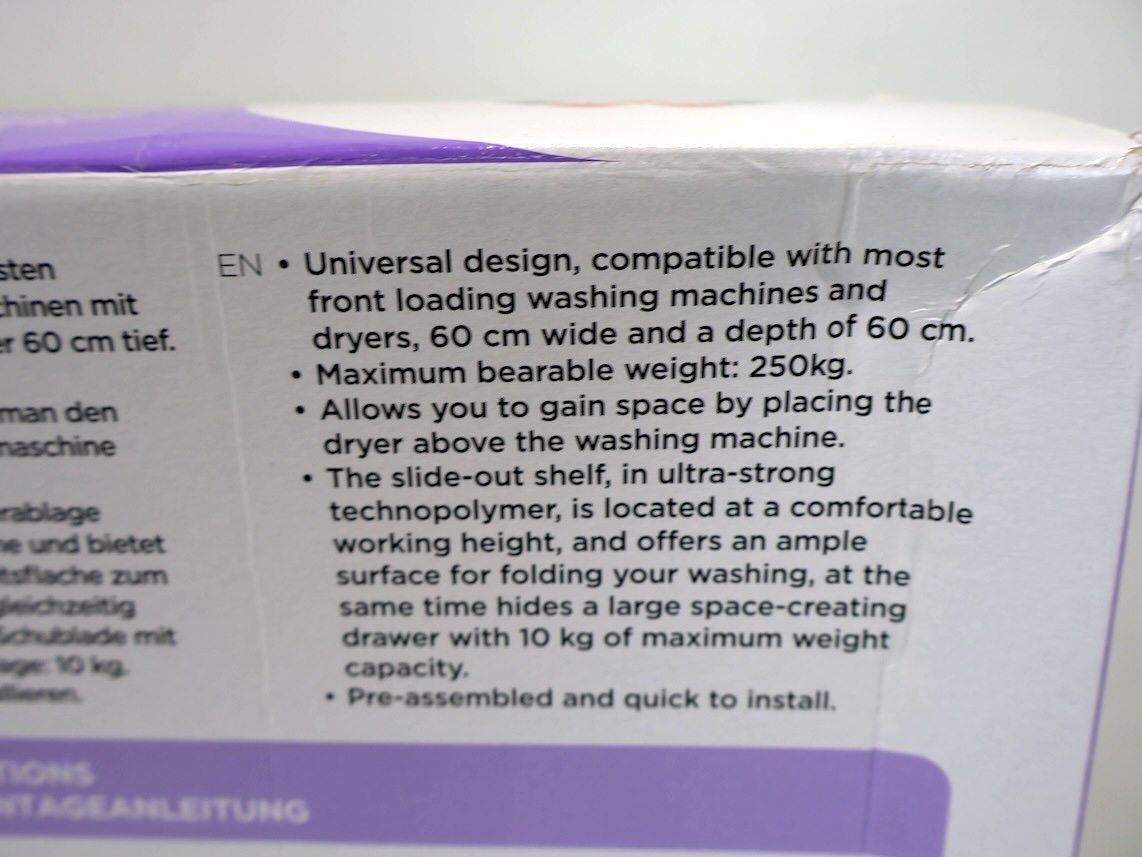 sten
chinen mit
er 60 cm tief.
man den
maschine
rablage
ne und bietet
tsfläche zum
gleichzeitig
Schublade mit
age: 10 kg.
allieren.
EN • Universal design, compatible with most
front loading washing machines and
dryers, 60 cm wide and a depth of 60 cm.
• Maximum bearable weight: 250kg.
• Allows you to gain space by placing the
dryer above the washing machine.
• The slide-out shelf, in ultra-strong
technopolymer, is located at a comfortable
working height, and offers an ample
surface for folding your washing, at the
same time hides a large space-creating
drawer with 10 kg of maximum weight
capacity.
• Pre-assembled and quick to install.
TIONS
NTAGEANLEITUNG